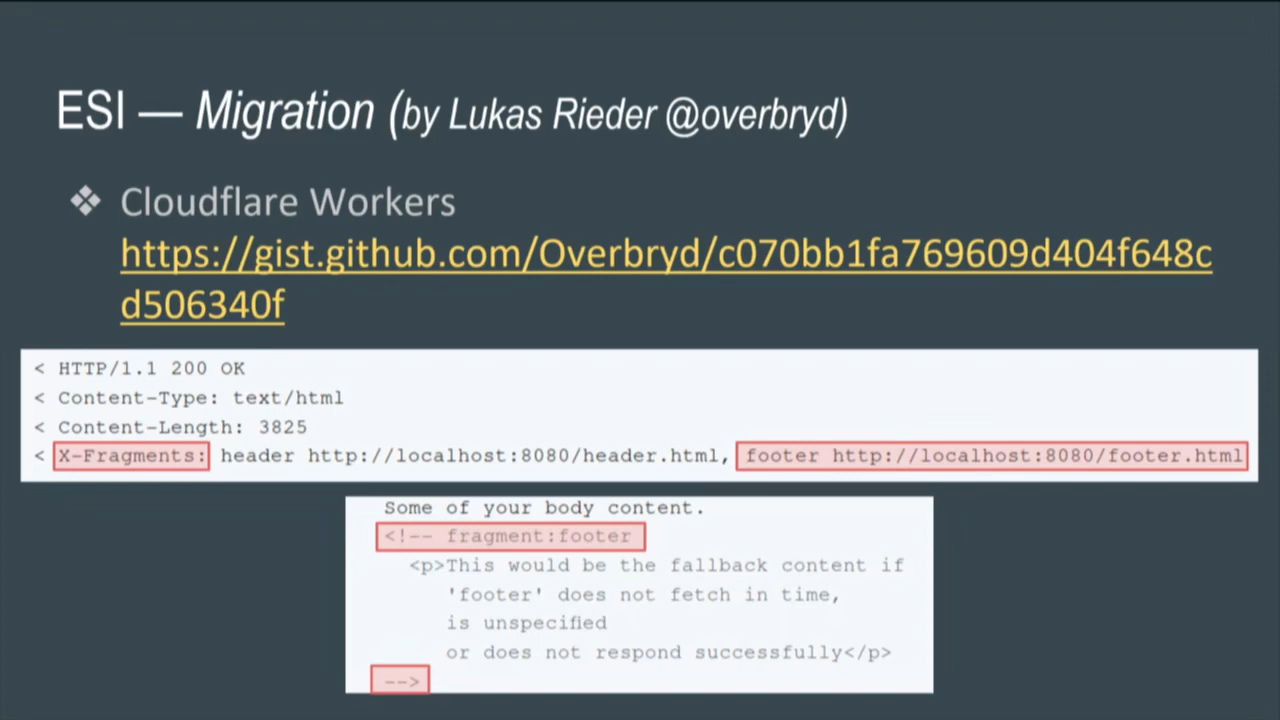 ESI — Migration (by Lukas Rieder @overbryd)
❖ Cloudflare Workers
https://gist.github.com/Overbryd/c070bb1fa769609d404f648c
d506340f
< HTTP/1.1 200 OK
< Content-Type: text/html
< Content-Length: 3825
< X-Fragments: header http://localhost:8080/header.html, footer http://localhost:8080/footer.html
Some of your body content.
<!-- fragment:footer
<p>This would be the fallback content if
'footer' does not fetch in time,
is unspecified
or does not respond successfully</p>
-->